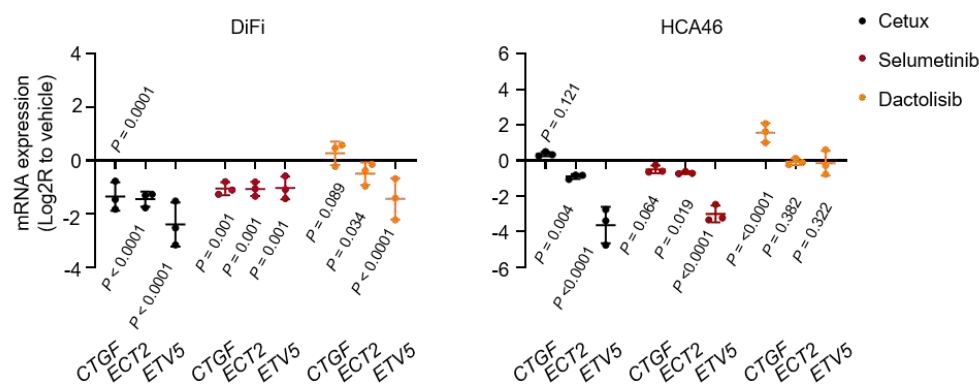 DiFi
HCA46
Cetux
Selumetinib
Dactolisib
mRNA expression
(Log2R to vehicle)
4
2
0
-2
-4
P = 0.0001
P < 0.0001
P < 0.0001
P = 0.001
P = 0.001
P = 0.001
P = 0.089
P = 0.034
P < 0.0001
CTGF ECT2 ETV5 CTGF ECT2 ETV5 CTGF ECT2 ETV5
6
4
2
0
-2
-4
-6
P = 0.121
P = 0.004
P <0.0001
P = 0.064
P = 0.019
P <0.0001
P = <0.0001
P = 0.382
P = 0.322
CTGF ECT2 ETV5 CTGF ECT2 ETV5 CTGF ECT2 ETV5